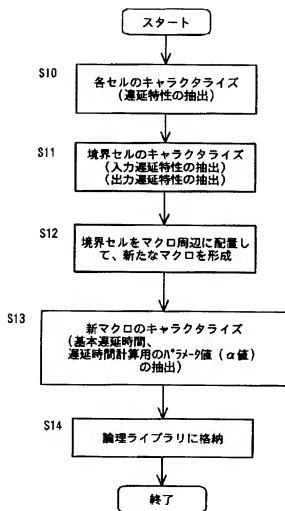 スタート
S10
各セルのキャラクタライズ
(遅延特性の抽出)
S11
境界セルのキャラクタライズ
(入力遅延特性の抽出)
(出力遅延特性の抽出)
S12
境界セルをマクロ周辺に配置して、新たなマクロを形成
S13
新マクロのキャラクタライズ
(基本遅延時間、
遅延時間計算用のパラメータ値(α値)
の抽出)
S14
論理ライブラリに格納
終了